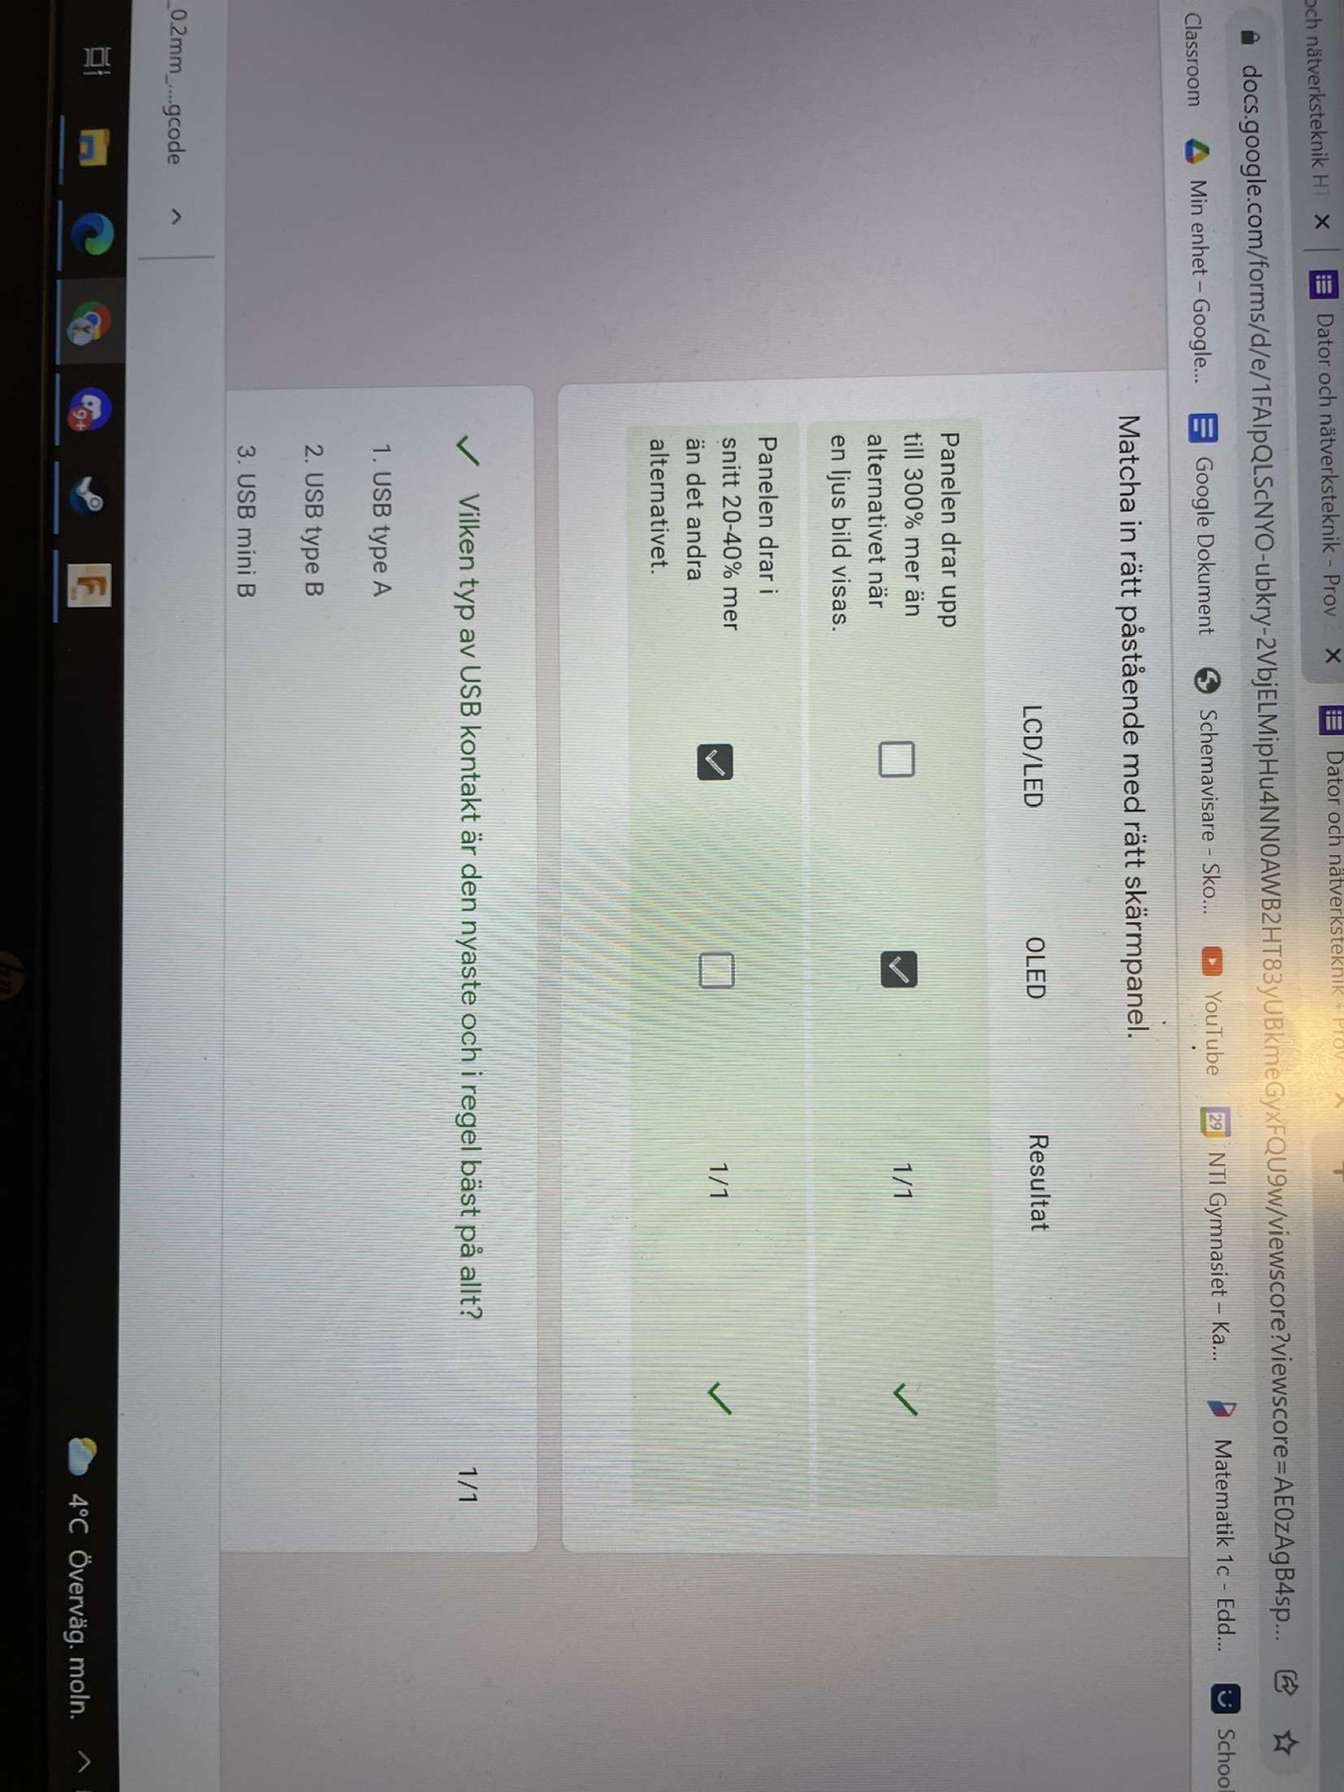 och nätverksteknik H
Dator och nätverksteknik - Prov
Dator och nätverksteknik - Prov
docs.google.com/forms/d/e/1FAIpQLScNYO-ubkry-2VbjELMipHu4NN0AWB2HT83yUBkmeGyxFQU9w/viewscore?viewscore=AE0zAgB4sp...
Classroom
Min enhet – Google...
Google Dokument
Schemavisare - Sko...
YouTube
29
NTI Gymnasiet – Ka...
Matematik 1c - Edd...
School
Matcha in rätt påstående med rätt skärmpanel.
LCD/LED
OLED
Resultat
Panelen drar upp
till 300% mer än
alternativet när
en ljus bild visas.
1/1
Panelen drar i
snitt 20-40% mer
än det andra
alternativet.
1/1
Vilken typ av USB kontakt är den nyaste och i regel bäst på allt?
1/1
1. USB type A
2. USB type B
3. USB mini B
_0.2mm_....gcode
9+
F
4°C Överväg. moln.
hp